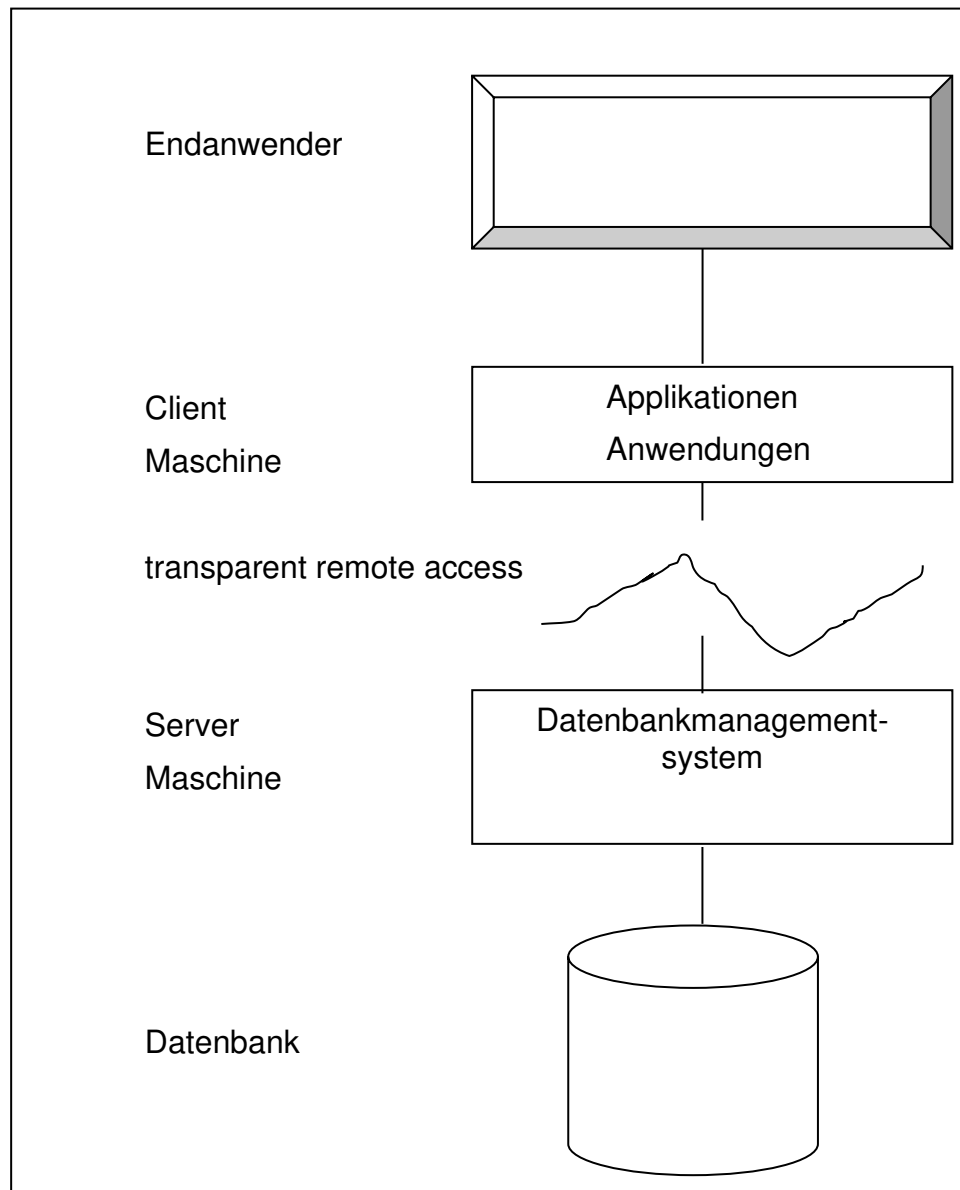 Endanwender
Client
Maschine
Applikationen
Anwendungen
transparent remote access
Server
Maschine
Datenbankmanagement-
system
Datenbank